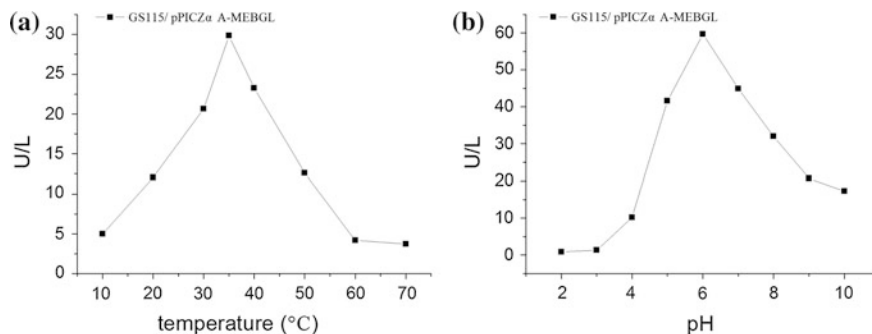 (a)
GS115/ pPICZα A-MEBGL
30
25
20
15
10
5
0
U/L
10 20 30 40 50 60 70
temperature (°C)
(b)
GS115/ pPICZα A-MEBGL
60
50
40
30
20
10
0
U/L
2 4 6 8 10
pH